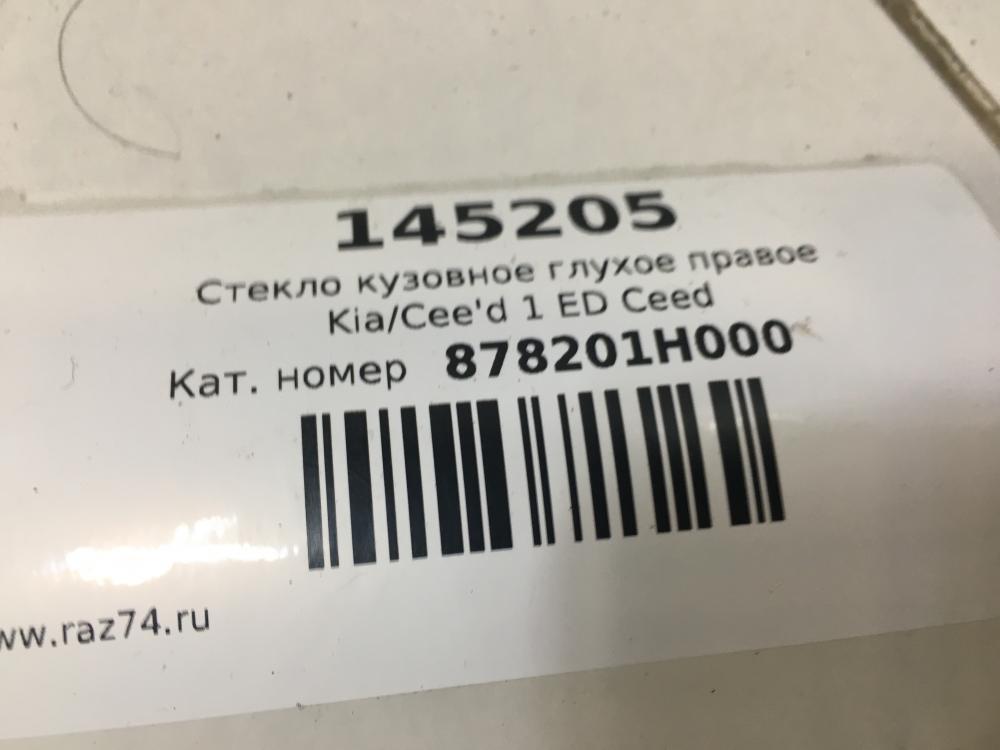 145205
Стекло кузовное глухое правое
Kia/Cee'd 1 ED Ceed
Кат. номер 878201H000
www.raz74.ru